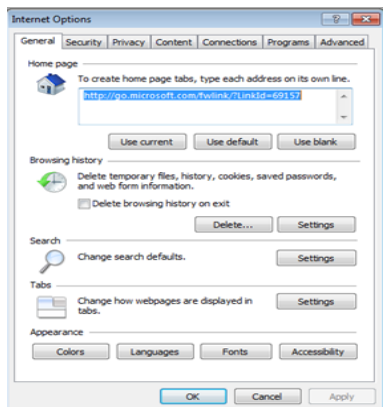 Internet Options
General Security Privacy Content Connections Programs Advanced
Home page
To create home page tabs, type each address on its own line.
http://go.microsoft.com/fwlink/?LinkId=69157
Use current Use default Use blank
Browsing history
Delete temporary files, history, cookies, saved passwords,
and web form information.
Delete browsing history on exit
Delete... Settings
Search
Change search defaults. Settings
Tabs
Change how webpages are displayed in Settings
tabs.
Appearance
Colors Languages Fonts Accessibility
OK Cancel Apply